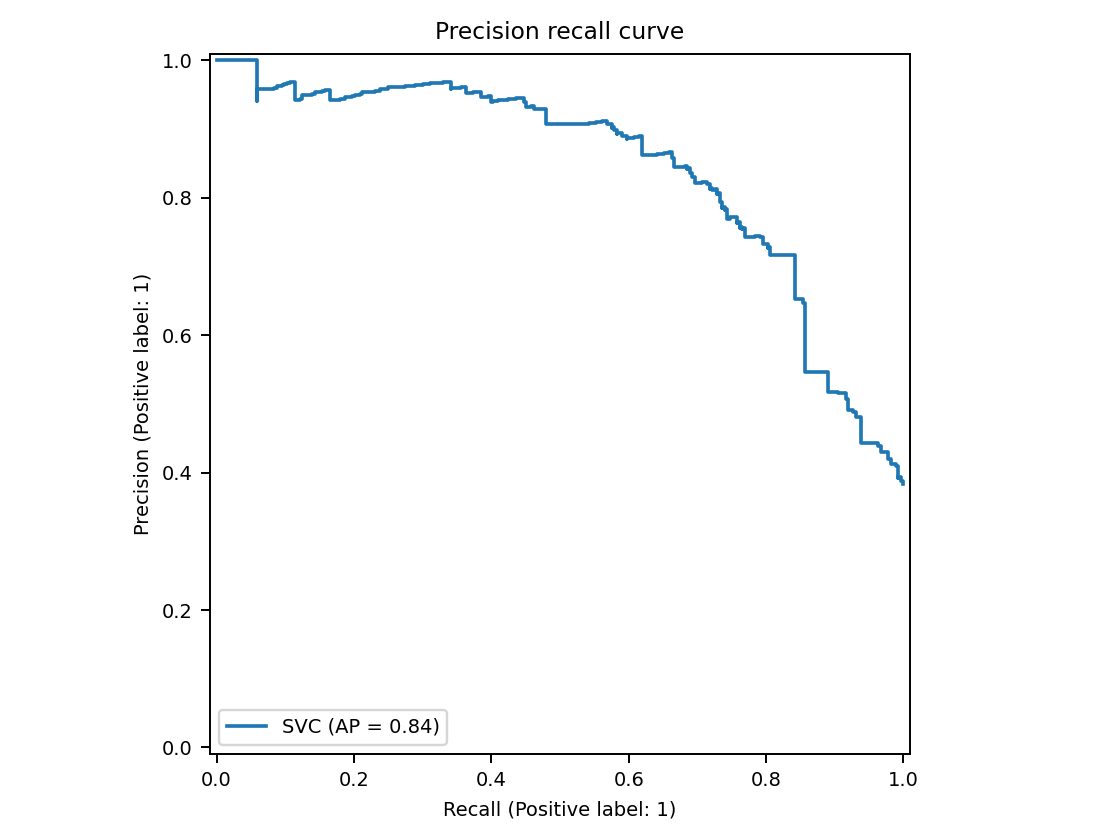 Precision recall curve
1.0
0.8
0.6
0.4
0.2
0.0
Precision (Positive label: 1)
SVC (AP = 0.84)
0.0 0.2 0.4 0.6 0.8 1.0
Recall (Positive label: 1)